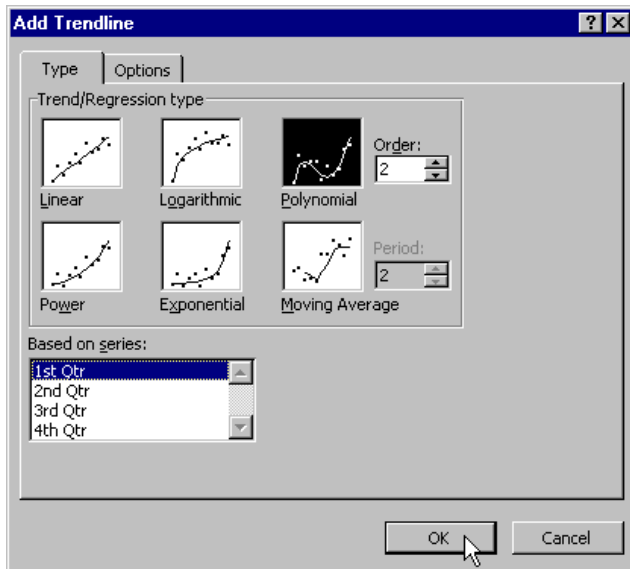 Add Trendline
Type Options
Trend/Regression type
Order:
2
Linear Logarithmic Polynomial
Period:
2
Power Exponential Moving Average
Based on series:
1st Qtr
2nd Qtr
3rd Qtr
4th Qtr
OK Cancel